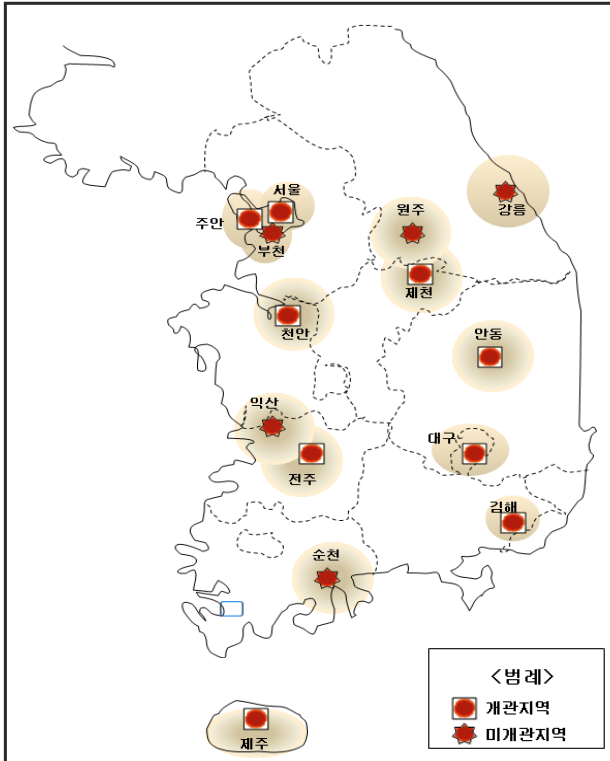 서울
주안
부천
원주
강릉
제천
천안
안동
익산
대구
전주
김해
순천
제주
<범례>
개관지역
미개관지역